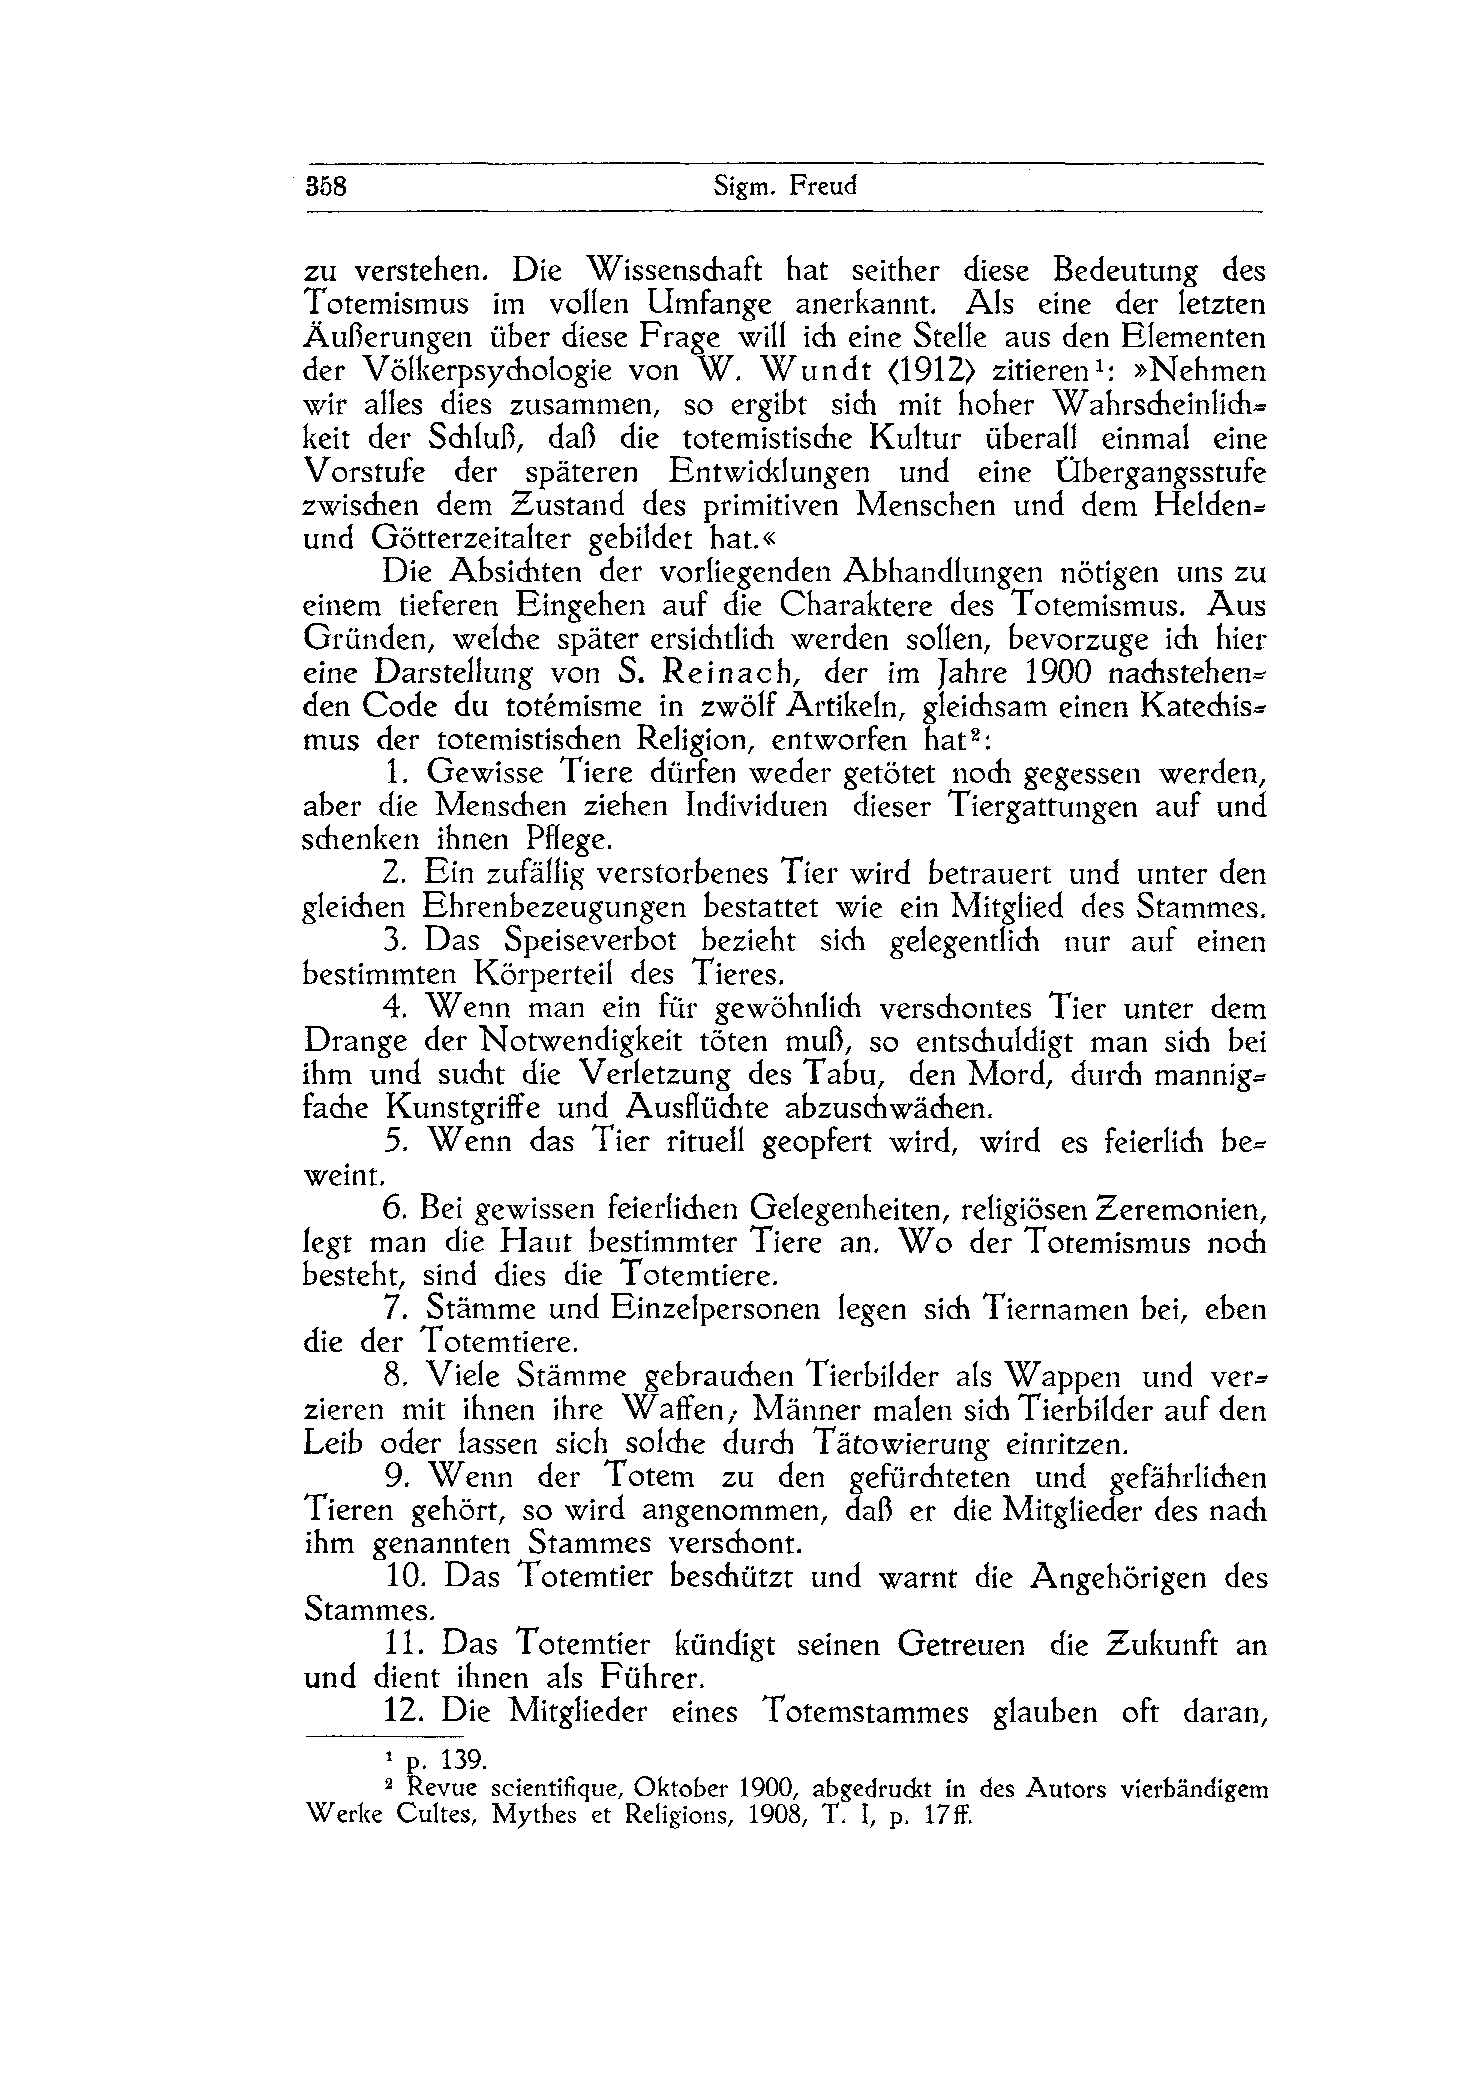 358 Sigm. Freud
zu verstehen. Die Wissenschaft hat seither diese Bedeutung des
Totemismus im vollen Umfange anerkannt. Als eine der letzten
Äußerungen über diese Frage will ich eine Stelle aus den Elementen
der Völkerpsychologie von W. Wundt (1912) zitieren¹: »Nehmen
wir alles dies zusammen, so ergibt sich mit hoher Wahrscheinlich-
keit der Schluß, daß die totemistische Kultur überall einmal eine
Vorstufe der späteren Entwicklungen und eine Übergangsstufe
zwischen dem Zustand des primitiven Menschen und dem Helden-
und Götterzeitalter gebildet hat.«
Die Absichten der vorliegenden Abhandlungen nötigen uns zu
einem tieferen Eingehen auf die Charaktere des Totemismus. Aus
Gründen, welche später ersichtlich werden sollen, bevorzuge ich hier
eine Darstellung von S. Reinach, der im Jahre 1900 nachstehen-
den Code du totémisme in zwölf Artikeln, gleichsam einen Katechis-
mus der totemistischen Religion, entworfen hat²:
1. Gewisse Tiere dürfen weder getötet noch gegessen werden,
aber die Menschen ziehen Individuen dieser Tiergattungen auf und
schenken ihnen Pflege.
2. Ein zufällig verstorbenes Tier wird betrauert und unter den
gleichen Ehrenbezeugungen bestattet wie ein Mitglied des Stammes.
3. Das Speiseverbot bezieht sich gelegentlich nur auf einen
bestimmten Körperteil des Tieres.
4. Wenn man ein für gewöhnlich verschontes Tier unter dem
Drange der Notwendigkeit töten muß, so entschuldigt man sich bei
ihm und sucht die Verletzung des Tabu, den Mord, durch mannig-
fache Kunstgriffe und Ausflüchte abzuschwächen.
5. Wenn das Tier rituell geopfert wird, wird es feierlich be-
weint.
6. Bei gewissen feierlichen Gelegenheiten, religiösen Zeremonien,
legt man die Haut bestimmter Tiere an. Wo der Totemismus noch
besteht, sind dies die Totemtiere.
7. Stämme und Einzelpersonen legen sich Tiernamen bei, eben
die der Totemtiere.
8. Viele Stämme gebrauchen Tierbilder als Wappen und ver-
zieren mit ihnen ihre Waffen; Männer malen sich Tierbilder auf den
Leib oder lassen sich solche durch Tätowierung einritzen.
9. Wenn der Totem zu den gefürchteten und gefährlichen
Tieren gehört, so wird angenommen, daß er die Mitglieder des nach
ihm genannten Stammes verschont.
10. Das Totemtier beschützt und warnt die Angehörigen des
Stammes.
11. Das Totemtier kündigt seinen Getreuen die Zukunft an
und dient ihnen als Führer.
12. Die Mitglieder eines Totemstammes glauben oft daran,
¹ p. 139.
² Revue scientifique, Oktober 1900, abgedruckt in des Autors vierbändigem
Werke Cultes, Mythes et Religions, 1908, T. I, p. 17ff.